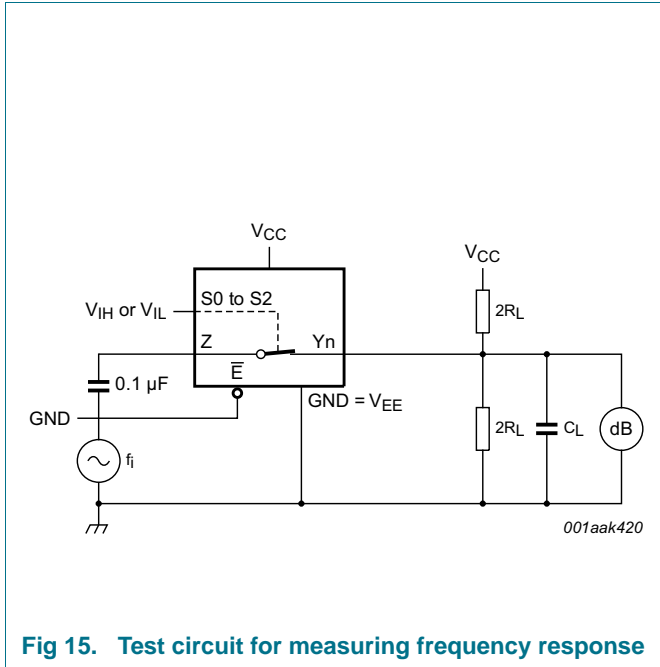 VCC
VCC
S0 to S2
2RL
VIH or VIL
Z
Yn
E̅
0.1 μF
GND = VEE
GND
2RL
CL
dB
fi
001aak420
Fig 15. Test circuit for measuring frequency response